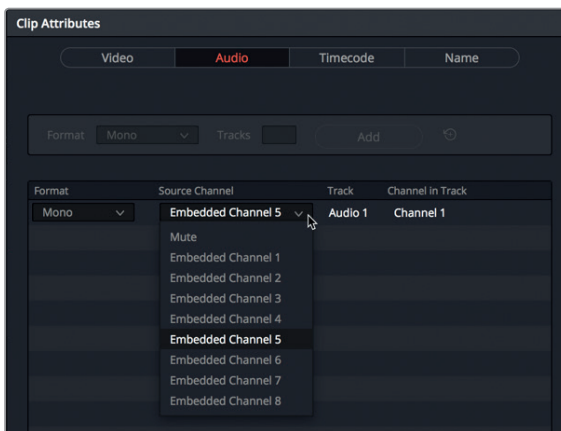 Clip Attributes
Video Audio Timecode Name
Format Mono Tracks Add
Format Source Channel Track Channel in Track
Mono Embedded Channel 5 Audio 1 Channel 1
Mute
Embedded Channel 1
Embedded Channel 2
Embedded Channel 3
Embedded Channel 4
Embedded Channel 5
Embedded Channel 6
Embedded Channel 7
Embedded Channel 8